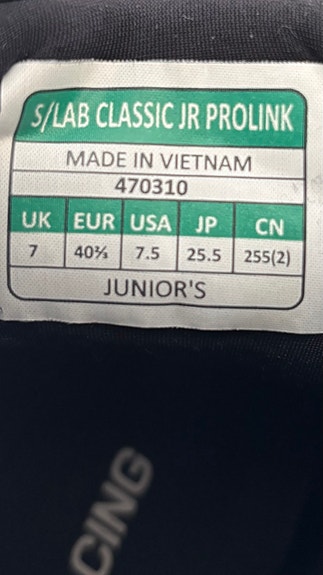 S/LAB CLASSIC JR PROLINK
MADE IN VIETNAM
470310
UK EUR USA JP CN
7 40⅔ 7.5 25.5 255(2)
JUNIOR'S
CING